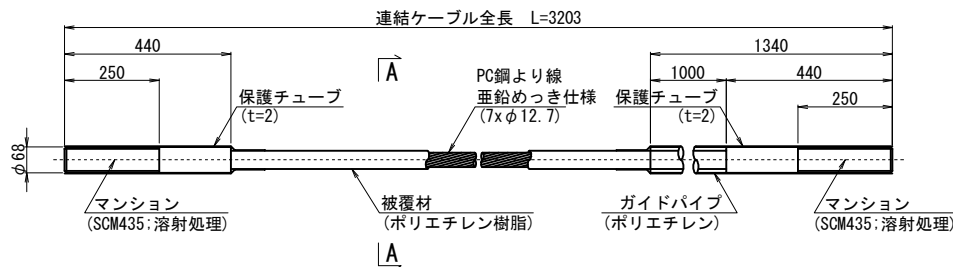 連結ケーブル全長 L=3203
440
1340
250
A
PC鋼より線
亜鉛めっき仕様
(7xφ12.7)
1000
440
保護チューブ
(t=2)
保護チューブ
(t=2)
250
φ68
マンション
(SCM435;溶射処理)
被覆材
(ポリエチレン樹脂)
ガイドパイプ
(ポリエチレン)
マンション
(SCM435;溶射処理)
A